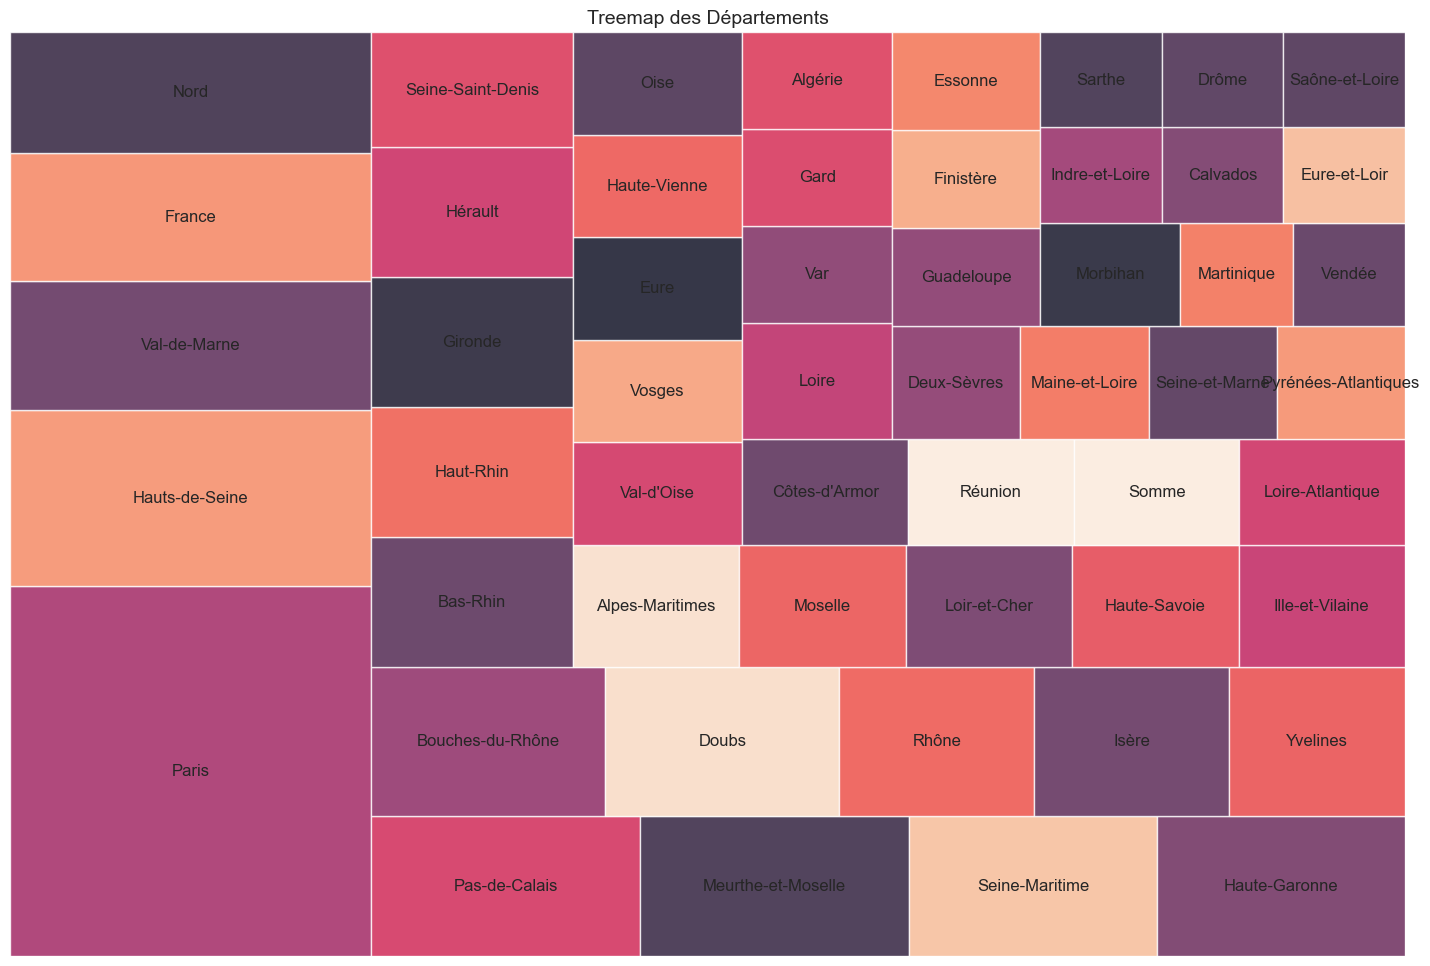 Treemap des Départements
Nord
France
Val-de-Marne
Hauts-de-Seine
Paris
Seine-Saint-Denis
Hérault
Gironde
Haut-Rhin
Bas-Rhin
Oise
Haute-Vienne
Eure
Vosges
Val-d'Oise
Algérie
Gard
Var
Loire
Essonne
Finistère
Guadeloupe
Sarthe
Drôme
Saône-et-Loire
Indre-et-Loire
Calvados
Eure-et-Loir
Morbihan
Martinique
Vendée
Deux-Sèvres
Maine-et-Loire
Seine-et-Marne
Pyrénées-Atlantiques
Côtes-d'Armor
Réunion
Somme
Loire-Atlantique
Alpes-Maritimes
Moselle
Loir-et-Cher
Haute-Savoie
Ille-et-Vilaine
Bouches-du-Rhône
Doubs
Rhône
Isère
Yvelines
Pas-de-Calais
Meurthe-et-Moselle
Seine-Maritime
Haute-Garonne